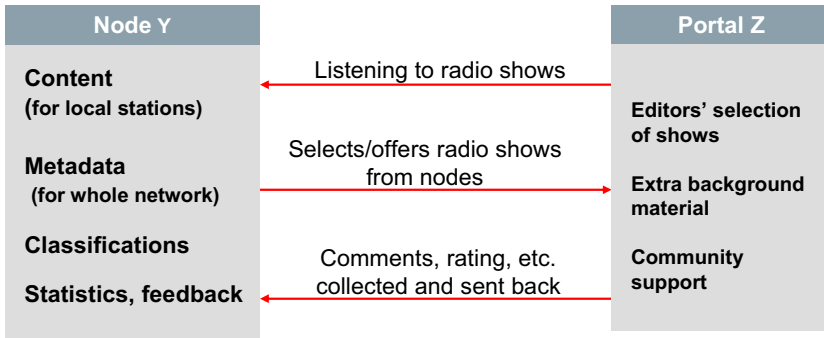 Node Y
Content
(for local stations)
Metadata
(for whole network)
Classifications
Statistics, feedback
Listening to radio shows
Selects/offers radio shows
from nodes
Comments, rating, etc.
collected and sent back
Portal Z
Editors’ selection
of shows
Extra background
material
Community
support